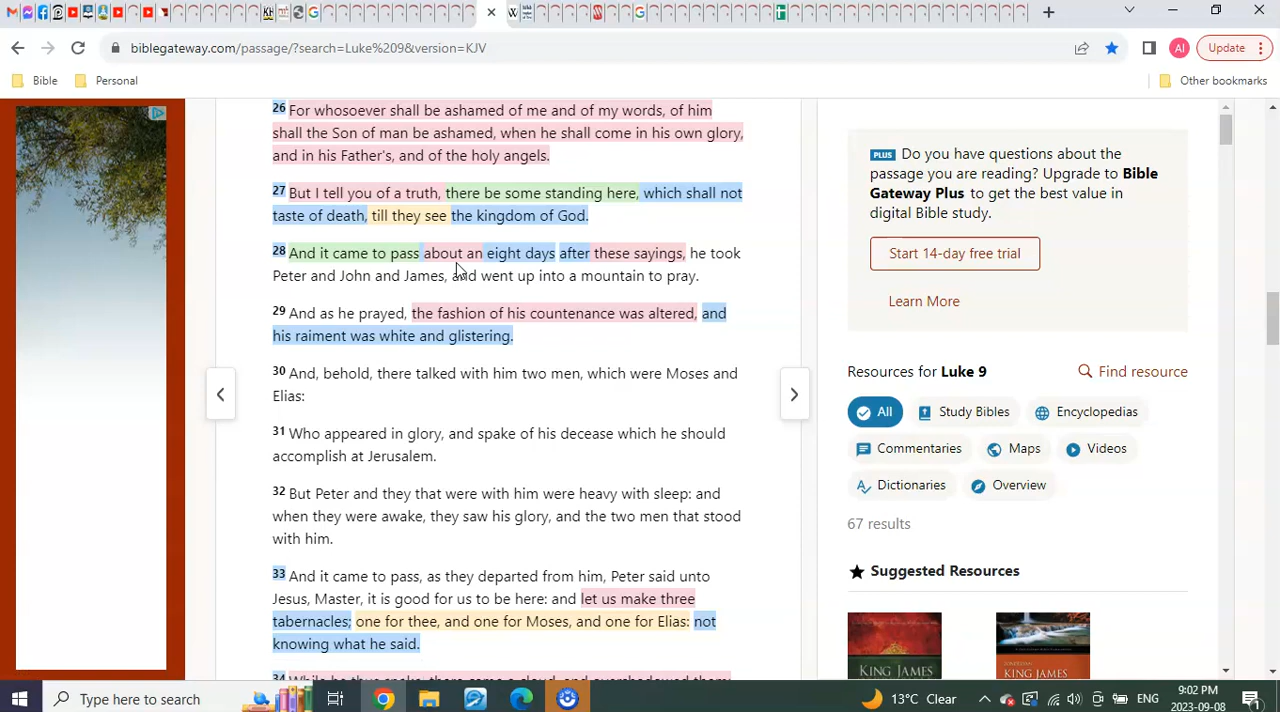 biblegateway.com/passage/?search=Luke%209&version=KJV
AI
Update
Bible
Personal
Other bookmarks
26 For whosoever shall be ashamed of me and of my words, of him
shall the Son of man be ashamed, when he shall come in his own glory,
and in his Father's, and of the holy angels.
27 But I tell you of a truth, there be some standing here, which shall not
taste of death, till they see the kingdom of God.
28 And it came to pass about an eight days after these sayings, he took
Peter and John and James, and went up into a mountain to pray.
29 And as he prayed, the fashion of his countenance was altered, and
his raiment was white and glistering.
30 And, behold, there talked with him two men, which were Moses and
Elias:
31 Who appeared in glory, and spake of his decease which he should
accomplish at Jerusalem.
32 But Peter and they that were with him were heavy with sleep: and
when they were awake, they saw his glory, and the two men that stood
with him.
33 And it came to pass, as they departed from him, Peter said unto
Jesus, Master, it is good for us to be here: and let us make three
tabernacles; one for thee, and one for Moses, and one for Elias: not
knowing what he said.
34 While he thus spake, there came a cloud, and overshadowed them:
PLUS Do you have questions about the
passage you are reading? Upgrade to Bible
Gateway Plus to get the best value in
digital Bible study.
Start 14-day free trial
Learn More
Resources for Luke 9
Find resource
All
Study Bibles
Encyclopedias
Commentaries
Maps
Videos
Dictionaries
Overview
67 results
Suggested Resources
KING JAMES
KING JAMES
Type here to search
13°C Clear
ENG
9:02 PM
2023-09-08